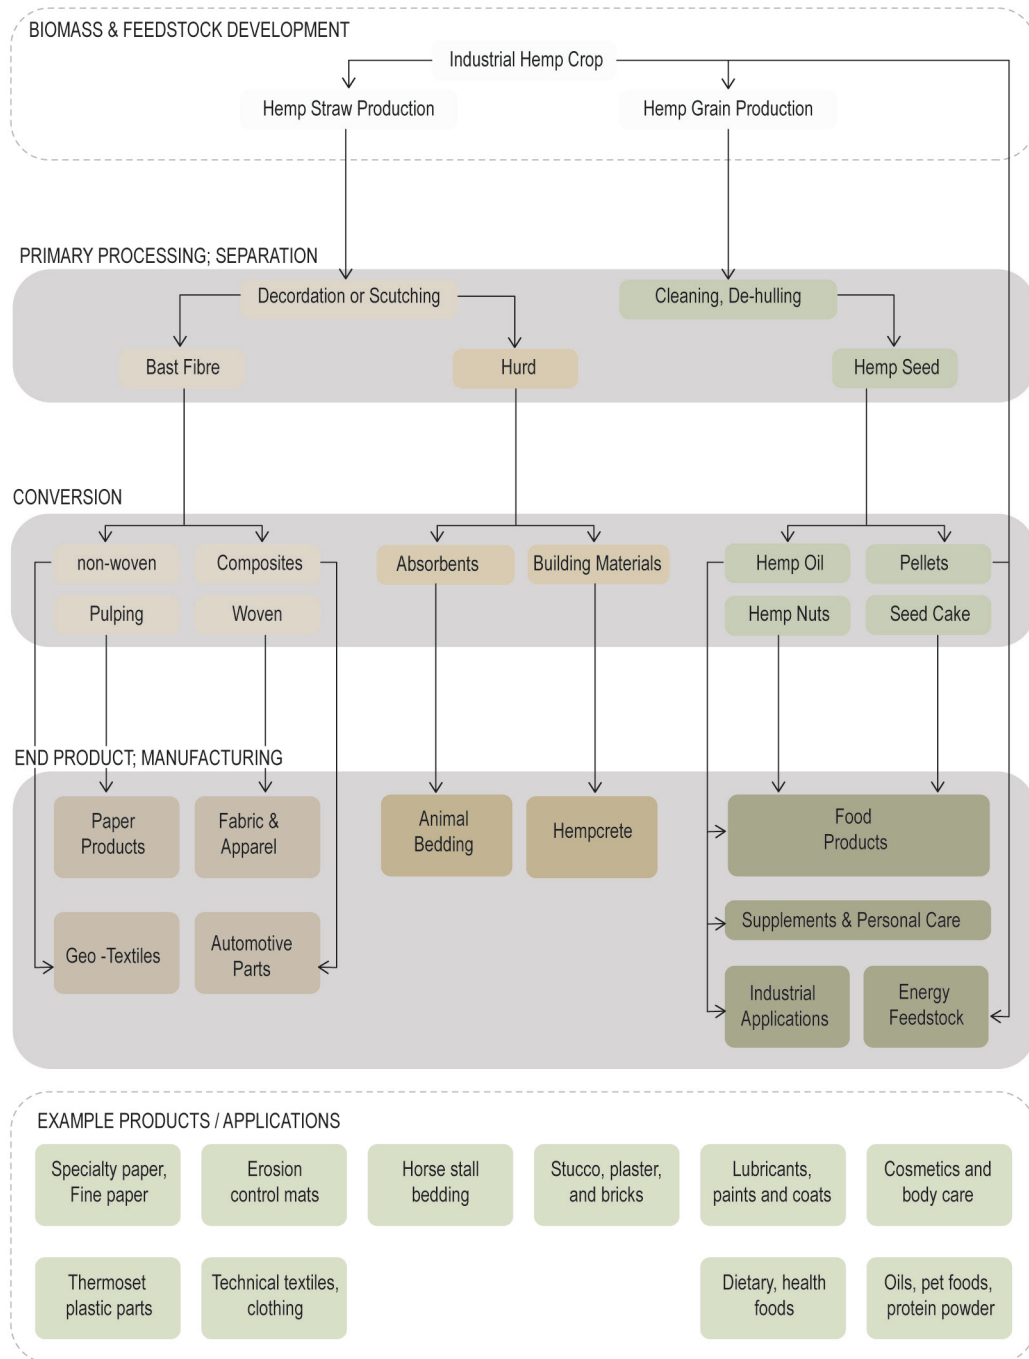 BIOMASS & FEEDSTOCK DEVELOPMENT
Industrial Hemp Crop
Hemp Straw Production
Hemp Grain Production
PRIMARY PROCESSING; SEPARATION
Decordation or Scutching
Cleaning, De-hulling
Bast Fibre
Hurd
Hemp Seed
CONVERSION
non-woven
Composites
Absorbents
Building Materials
Hemp Oil
Pellets
Pulping
Woven
Hemp Nuts
Seed Cake
END PRODUCT; MANUFACTURING
Paper
Products
Fabric &
Apparel
Animal
Bedding
Hempcrete
Food
Products
Supplements & Personal Care
Geo -Textiles
Automotive
Parts
Industrial
Applications
Energy
Feedstock
EXAMPLE PRODUCTS / APPLICATIONS
Specialty paper,
Fine paper
Erosion
control mats
Horse stall
bedding
Stucco, plaster,
and bricks
Lubricants,
paints and coats
Cosmetics and
body care
Thermoset
plastic parts
Technical textiles,
clothing
Dietary, health
foods
Oils, pet foods,
protein powder